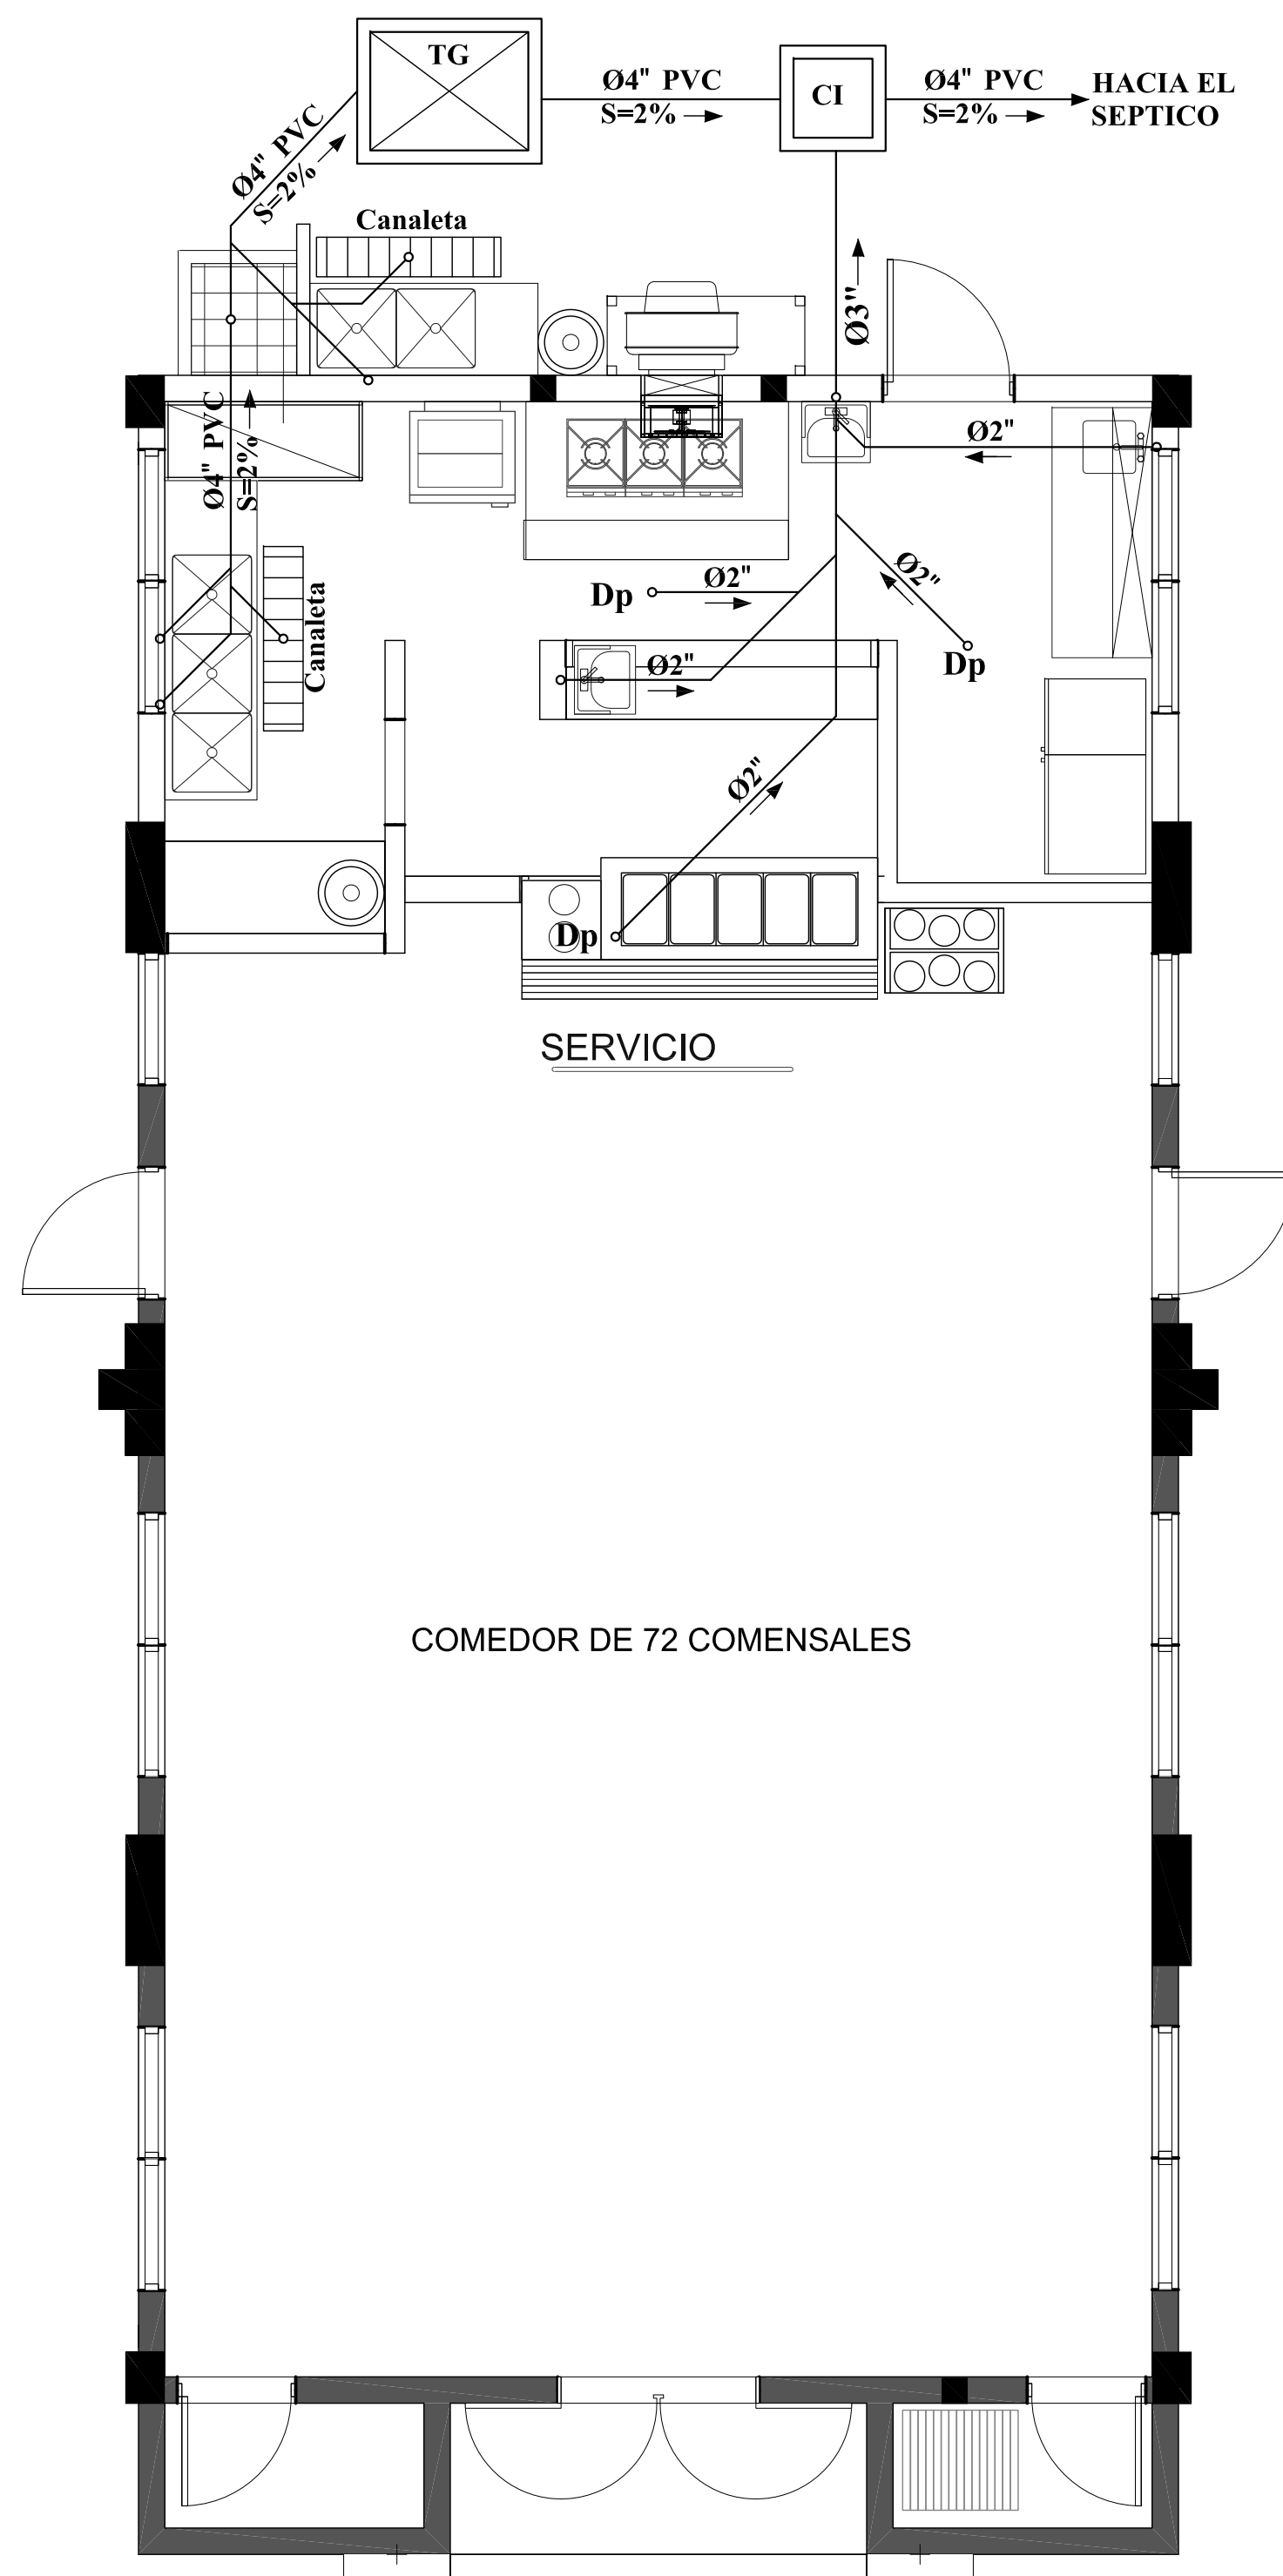 TG
Ø4" PVC
S=2%
CI
Ø4" PVC
S=2%
HACIA EL
SEPTICO
Ø4" PVC
S=2%
Canaleta
Ø3"
Ø4" PVC
S=2%
Ø2"
Canaleta
Dp
Ø2"
Ø2"
Dp
Ø2"
Ø2"
Dp
SERVICIO
COMEDOR DE 72 COMENSALES